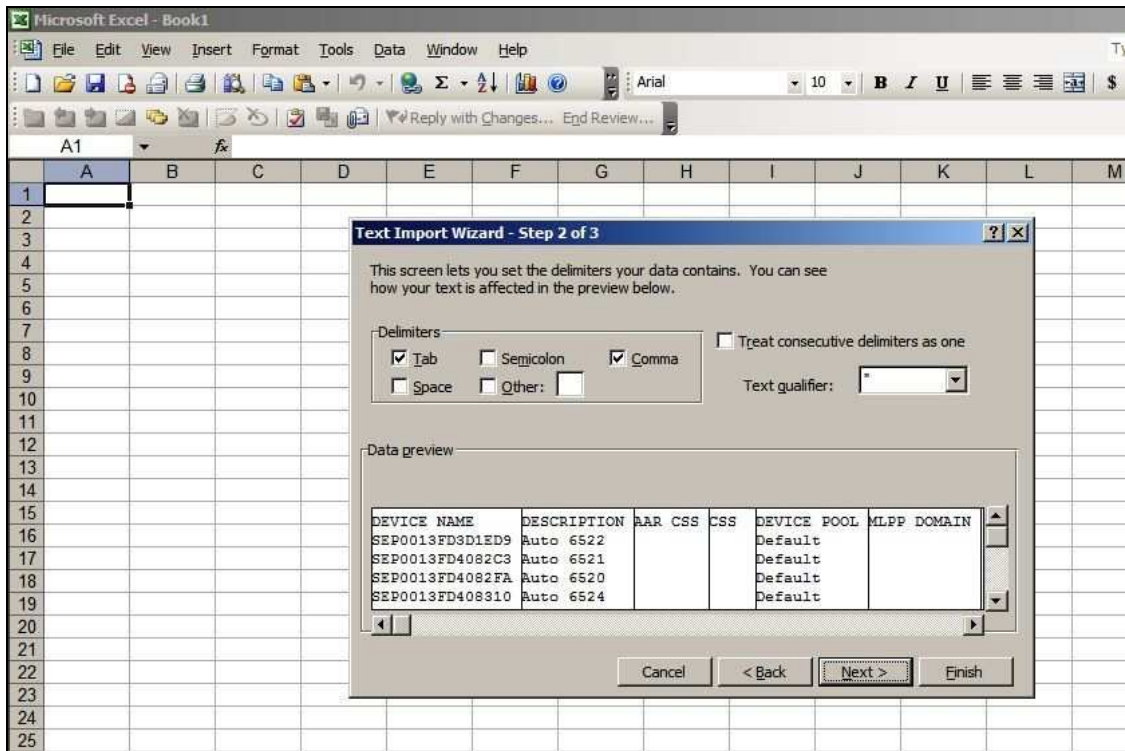 Microsoft Excel - Book1
File Edit View Insert Format Tools Data Window Help
Arial 10 B I U $
Reply with Changes... End Review...
A1 fx
A B C D E F G H I J K L M
1
2
3
4
5
6
7
8
9
10
11
12
13
14
15
16
17
18
19
20
21
22
23
24
25
Text Import Wizard - Step 2 of 3
This screen lets you set the delimiters your data contains. You can see
how your text is affected in the preview below.
Delimiters
Tab Semicolon Comma
Space Other:
Treat consecutive delimiters as one
Text qualifier: "
Data preview
DEVICE NAME DESCRIPTION AAR CSS CSS DEVICE POOL MLPP DOMAIN
SEP0013FD3D1ED9 Auto 6522 Default
SEP0013FD4082C3 Auto 6521 Default
SEP0013FD4082FA Auto 6520 Default
SEP0013FD408310 Auto 6524 Default
Cancel < Back Next > Finish